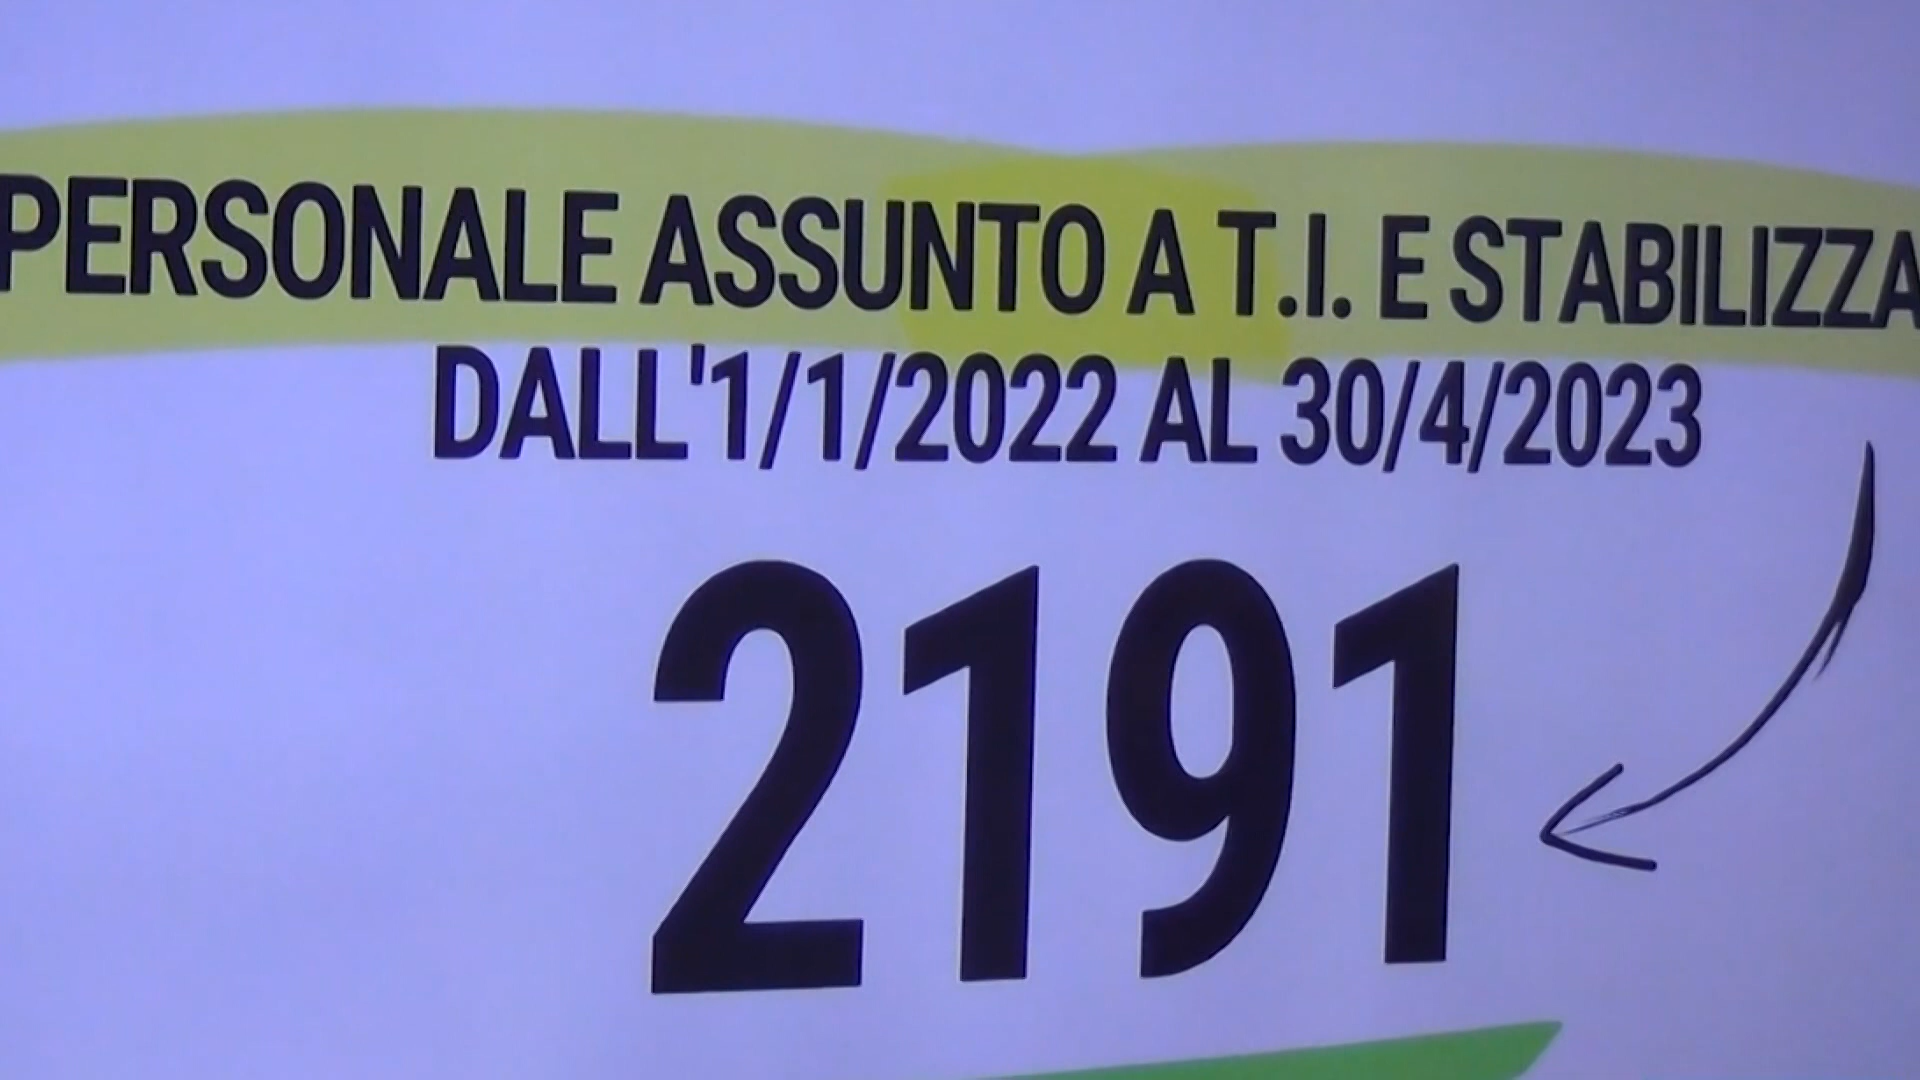 PERSONALE ASSUNTO A T.I. E STABILIZZA
DALL'1/1/2022 AL 30/4/2023
2191